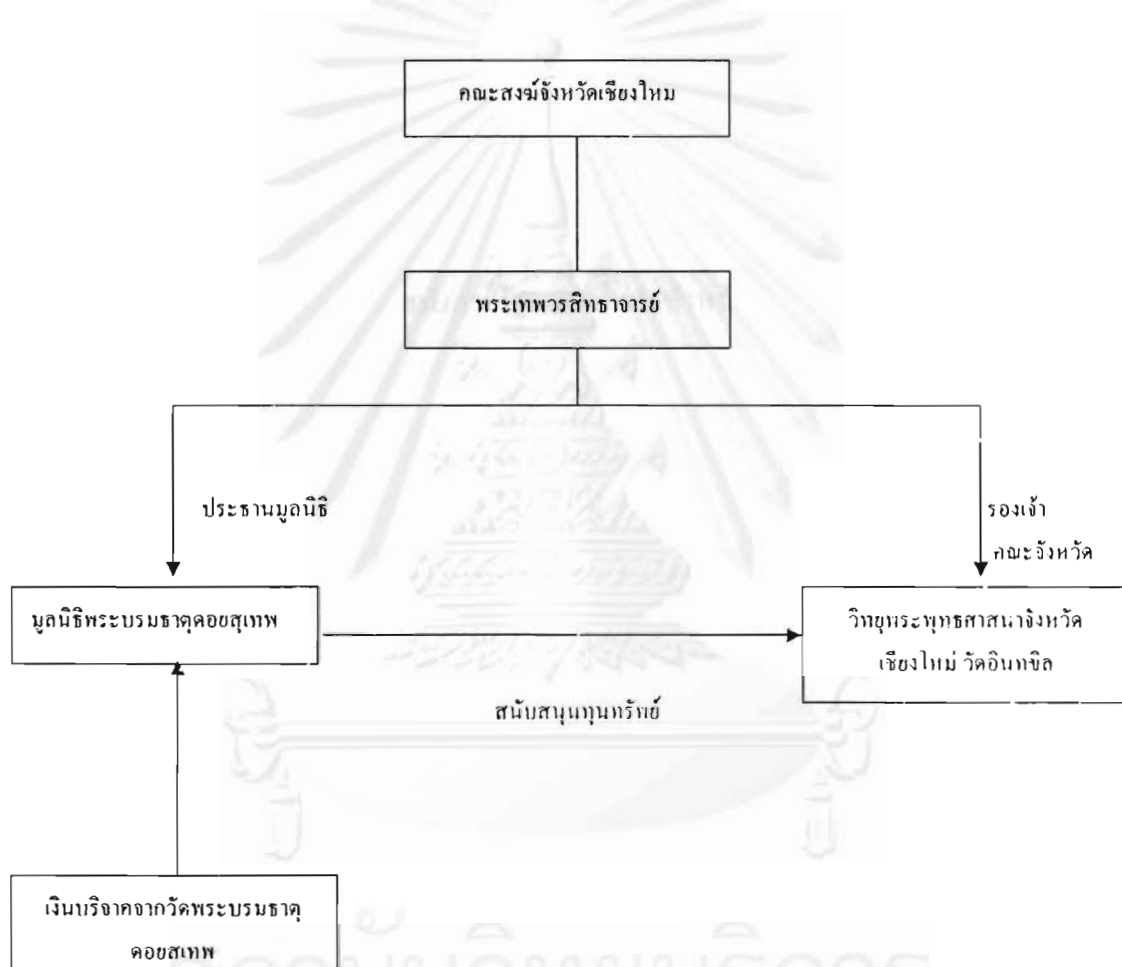 คณะสงฆ์จังหวัดเชียงใหม
พระเทพวรสิทธาจารย์
ประธานมูลนิธิ
รองเจ้า
คณะจังหวัด
มูลนิธิพระบรมธาตุดอยสุเทพ
วิทยุพระพุทธศาสนาจังหวัด
เชียงใหม่ วัดอินทขิล
สนับสนุนทุนทรัพย์
เงินบริจาคจากวัดพระบรมธาตุ
ดอยสเทพ